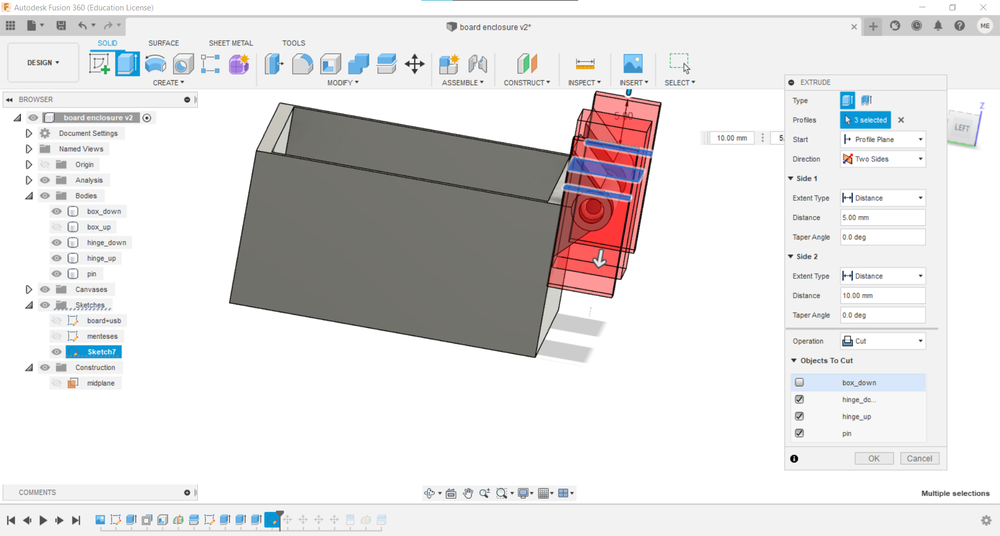 Autodesk Fusion 360 (Education License)
board enclosure v2*
ME
DESIGN
SOLID
SURFACE
SHEET METAL
TOOLS
CREATE
MODIFY
ASSEMBLE
CONSTRUCT
INSPECT
INSERT
SELECT
BROWSER
board enclosure v2
Document Settings
Named Views
Origin
Analysis
Bodies
box_down
box_up
hinge_down
hinge_up
pin
Canvases
Sketches
board+usb
menteses
Sketch7
Construction
midplane
5.00
10.00 mm
5.
LEFT
Z
EXTRUDE
Type
Profiles 3 selected
Start Profile Plane
Direction Two Sides
Side 1
Extent Type Distance
Distance 5.00 mm
Taper Angle 0.0 deg
Side 2
Extent Type Distance
Distance 10.00 mm
Taper Angle 0.0 deg
Operation Cut
Objects To Cut
box_down
hinge_do...
hinge_up
pin
OK Cancel
COMMENTS
Multiple selections